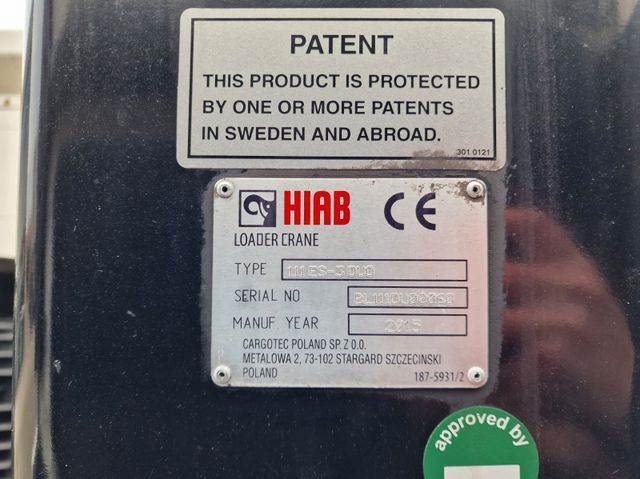 PATENT
THIS PRODUCT IS PROTECTED
BY ONE OR MORE PATENTS
IN SWEDEN AND ABROAD.
301 0121
HIAB CE
LOADER CRANE
TYPE
SERIAL NO
MANUF. YEAR 2015
CARGOTEC POLAND SP. Z O.O.
METALOWA 2, 73-102 STARGARD SZCZECINSKI
POLAND
187-5931/2
approved by